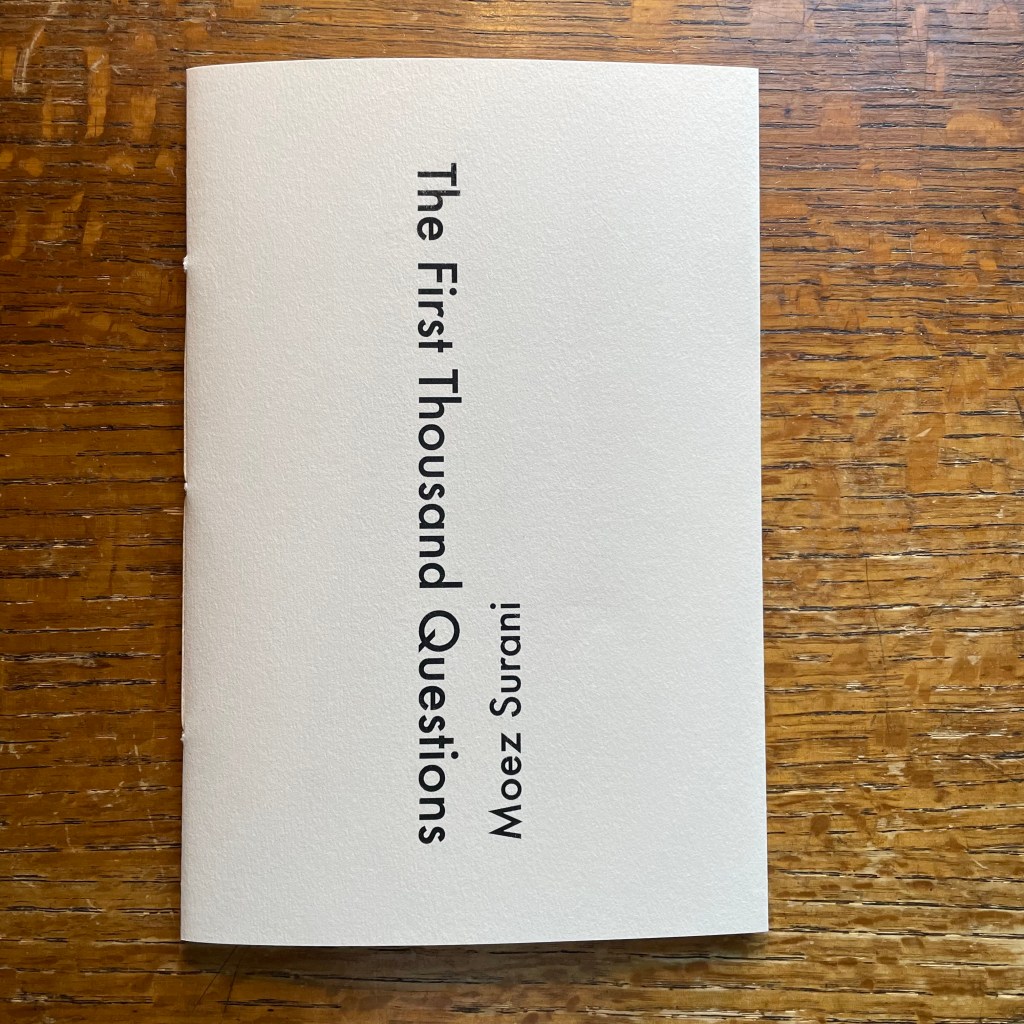 The First Thousand Questions
Moez Surani